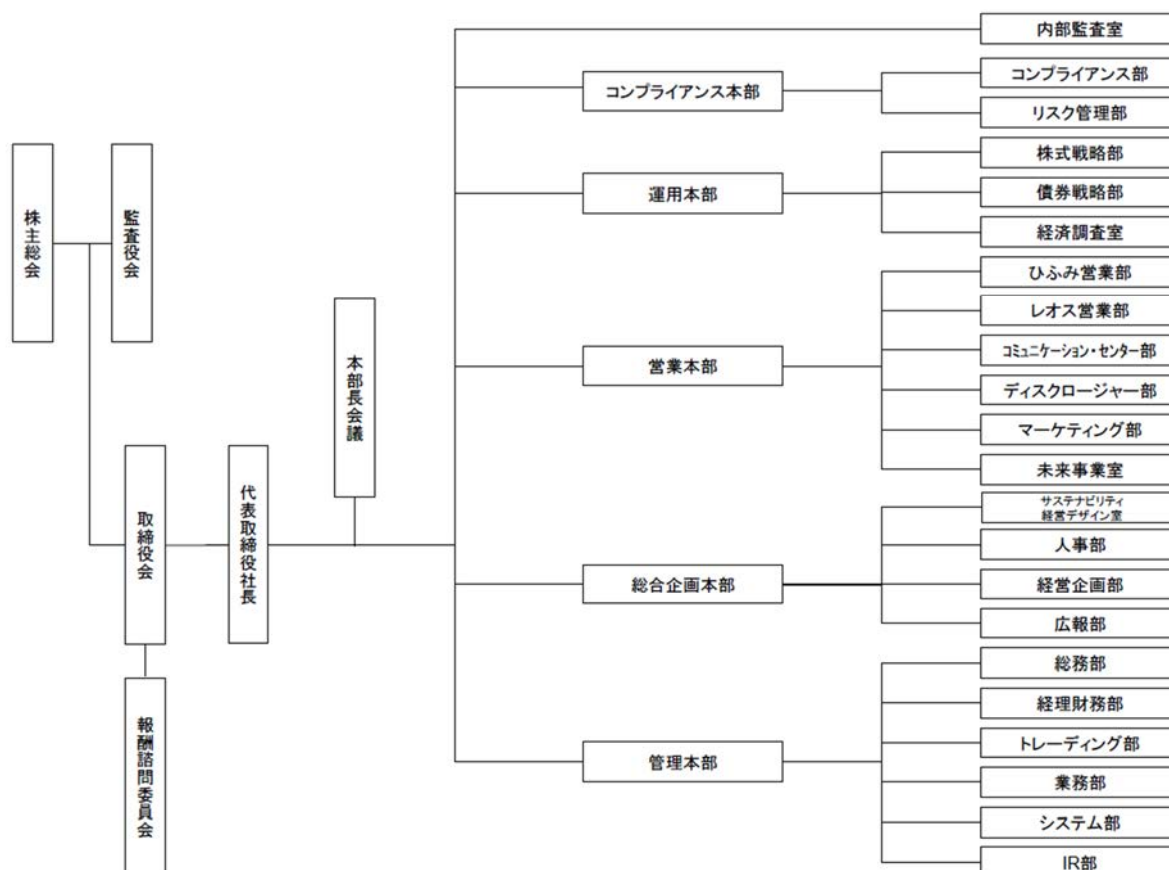 株主総会
監査役会
取締役会
報酬諮問委員会
代表取締役社長
本部長会議
内部監査室
コンプライアンス本部
コンプライアンス部
リスク管理部
運用本部
株式戦略部
債券戦略部
経済調査室
営業本部
ひふみ営業部
レオス営業部
コミュニケーション・センター部
ディスクロージャー部
マーケティング部
未来事業室
総合企画本部
サステナビリティ
経営デザイン室
人事部
経営企画部
広報部
管理本部
総務部
経理財務部
トレーディング部
業務部
システム部
IR部